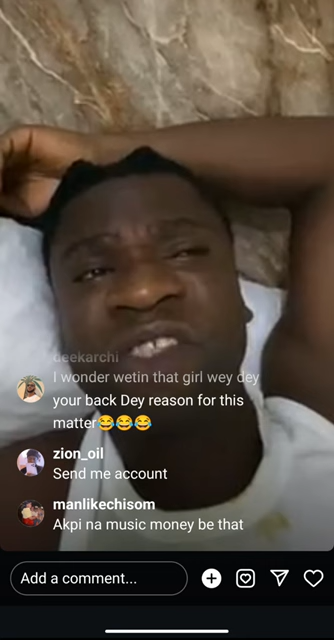 deekarchi
I wonder wetin that girl wey dey
your back Dey reason for this
matter😂😂😂
zion_oil
Send me account
manlikechisom
Akpi na music money be that
Add a comment...